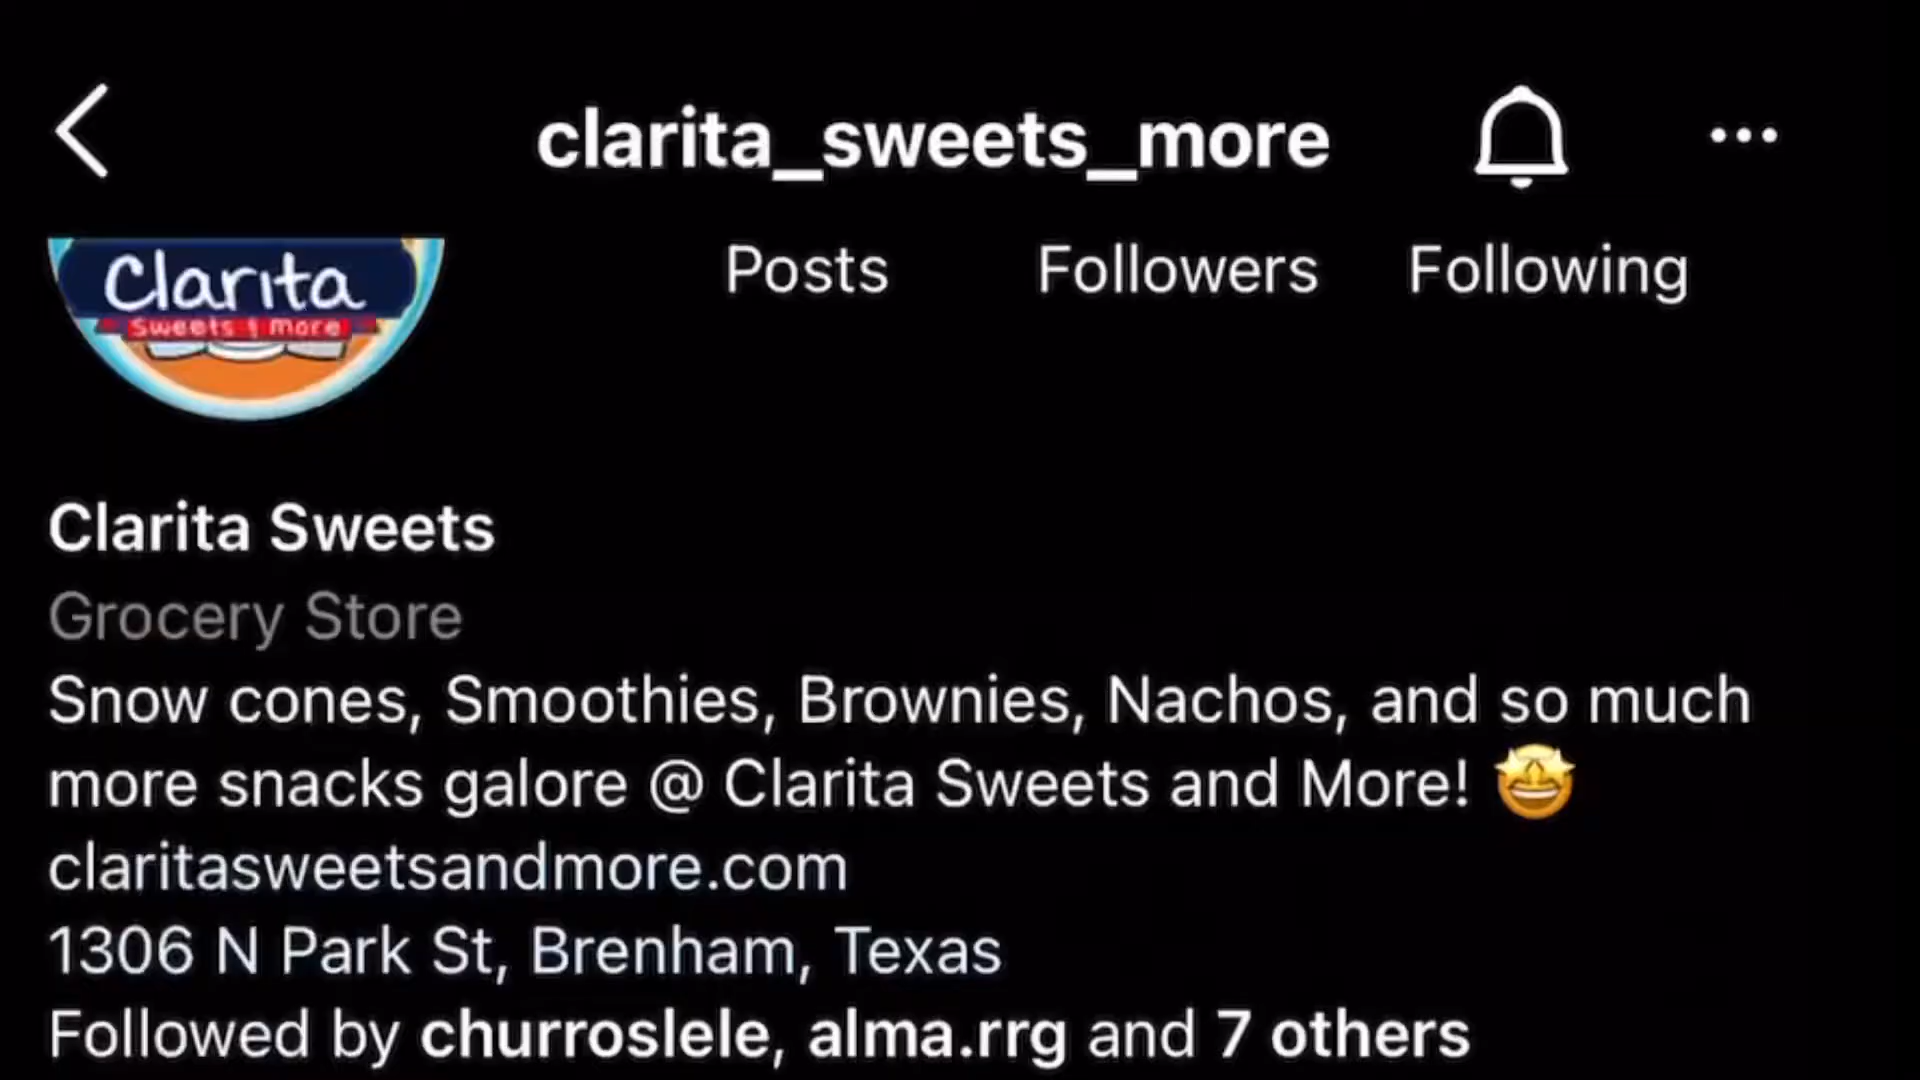 clarita_sweets_more
Clarita
Sweets & more
Posts Followers Following
Clarita Sweets
Grocery Store
Snow cones, Smoothies, Brownies, Nachos, and so much
more snacks galore @ Clarita Sweets and More! 🤩
claritasweetsandmore.com
1306 N Park St, Brenham, Texas
Followed by churroslele, alma.rrg and 7 others